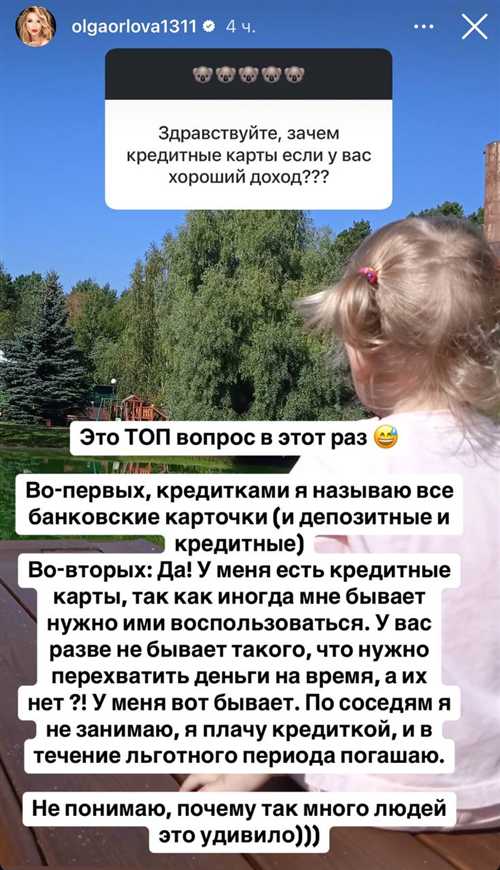 olgaorlova1311 4 ч.
🐨🐨🐨🐨🐨
Здравствуйте, зачем
кредитные карты если у вас
хороший доход???
Это ТОП вопрос в этот раз 😅
Во-первых, кредитками я называю все
банковские карточки (и депозитные и
кредитные)
Во-вторых: Да! У меня есть кредитные
карты, так как иногда мне бывает
нужно ими воспользоваться. У вас
разве не бывает такого, что нужно
перехватить деньги на время, а их
нет ?! У меня вот бывает. По соседям я
не занимаю, я плачу кредиткой, и в
течение льготного периода погашаю.
Не понимаю, почему так много людей
это удивило)))